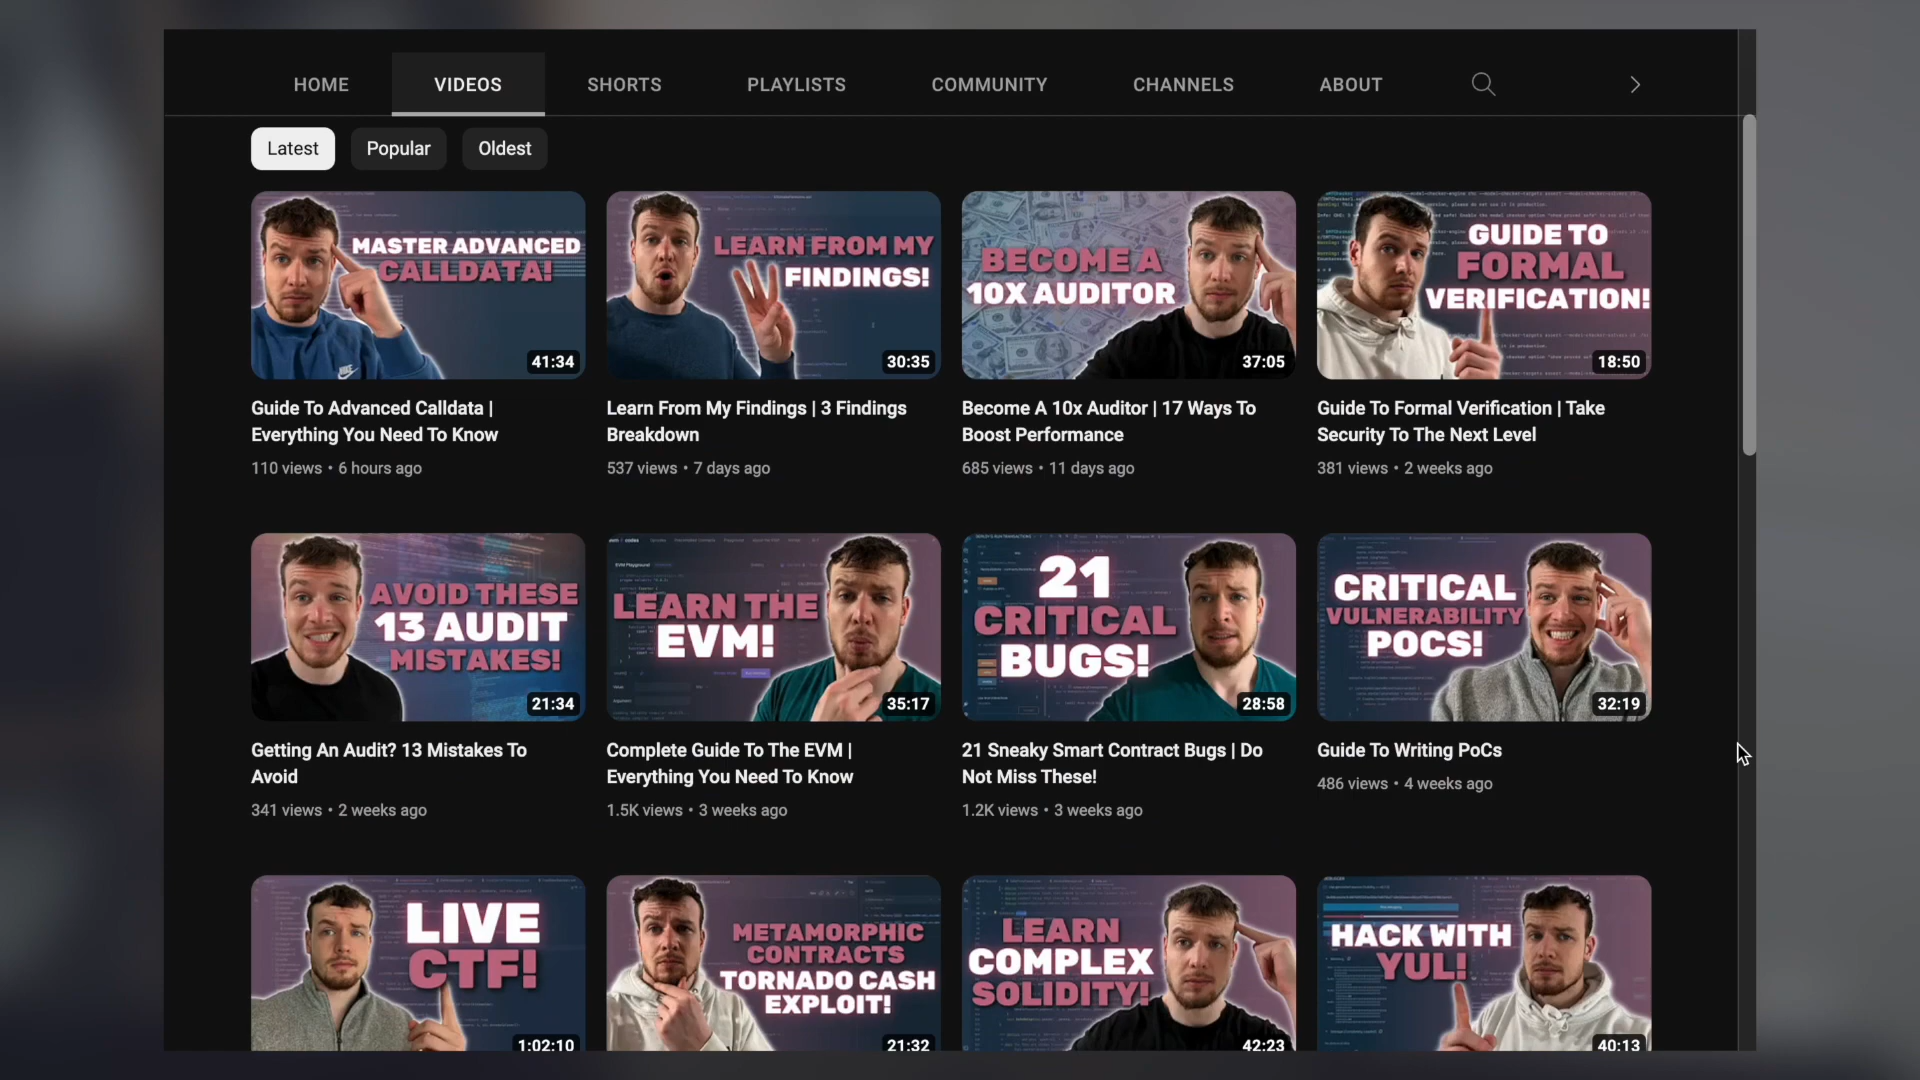 HOME VIDEOS SHORTS PLAYLISTS COMMUNITY CHANNELS ABOUT
Latest Popular Oldest
MASTER ADVANCED
CALLDATA!
41:34
LEARN FROM MY
FINDINGS!
30:35
BECOME A
10X AUDITOR
37:05
GUIDE TO
FORMAL
VERIFICATION!
18:50
Guide To Advanced Calldata |
Everything You Need To Know
110 views • 6 hours ago
Learn From My Findings | 3 Findings
Breakdown
537 views • 7 days ago
Become A 10x Auditor | 17 Ways To
Boost Performance
685 views • 11 days ago
Guide To Formal Verification | Take
Security To The Next Level
381 views • 2 weeks ago
AVOID THESE
13 AUDIT
MISTAKES!
21:34
LEARN THE
EVM!
35:17
21
CRITICAL
BUGS!
28:58
CRITICAL
VULNERABILITY
POCS!
32:19
Getting An Audit? 13 Mistakes To
Avoid
341 views • 2 weeks ago
Complete Guide To The EVM |
Everything You Need To Know
1.5K views • 3 weeks ago
21 Sneaky Smart Contract Bugs | Do
Not Miss These!
1.2K views • 3 weeks ago
Guide To Writing PoCs
486 views • 4 weeks ago
LIVE
CTF!
1:02:10
METAMORPHIC
CONTRACTS
TORNADO CASH
EXPLOIT!
21:32
LEARN
COMPLEX
SOLIDITY!
42:23
HACK WITH
YUL!
40:13